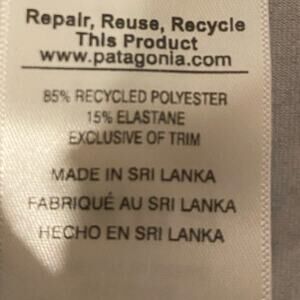 Repair, Reuse, Recycle
This Product
www.patagonia.com
85% RECYCLED POLYESTER
15% ELASTANE
EXCLUSIVE OF TRIM
MADE IN SRI LANKA
FABRIQUÉ AU SRI LANKA
HECHO EN SRI LANKA